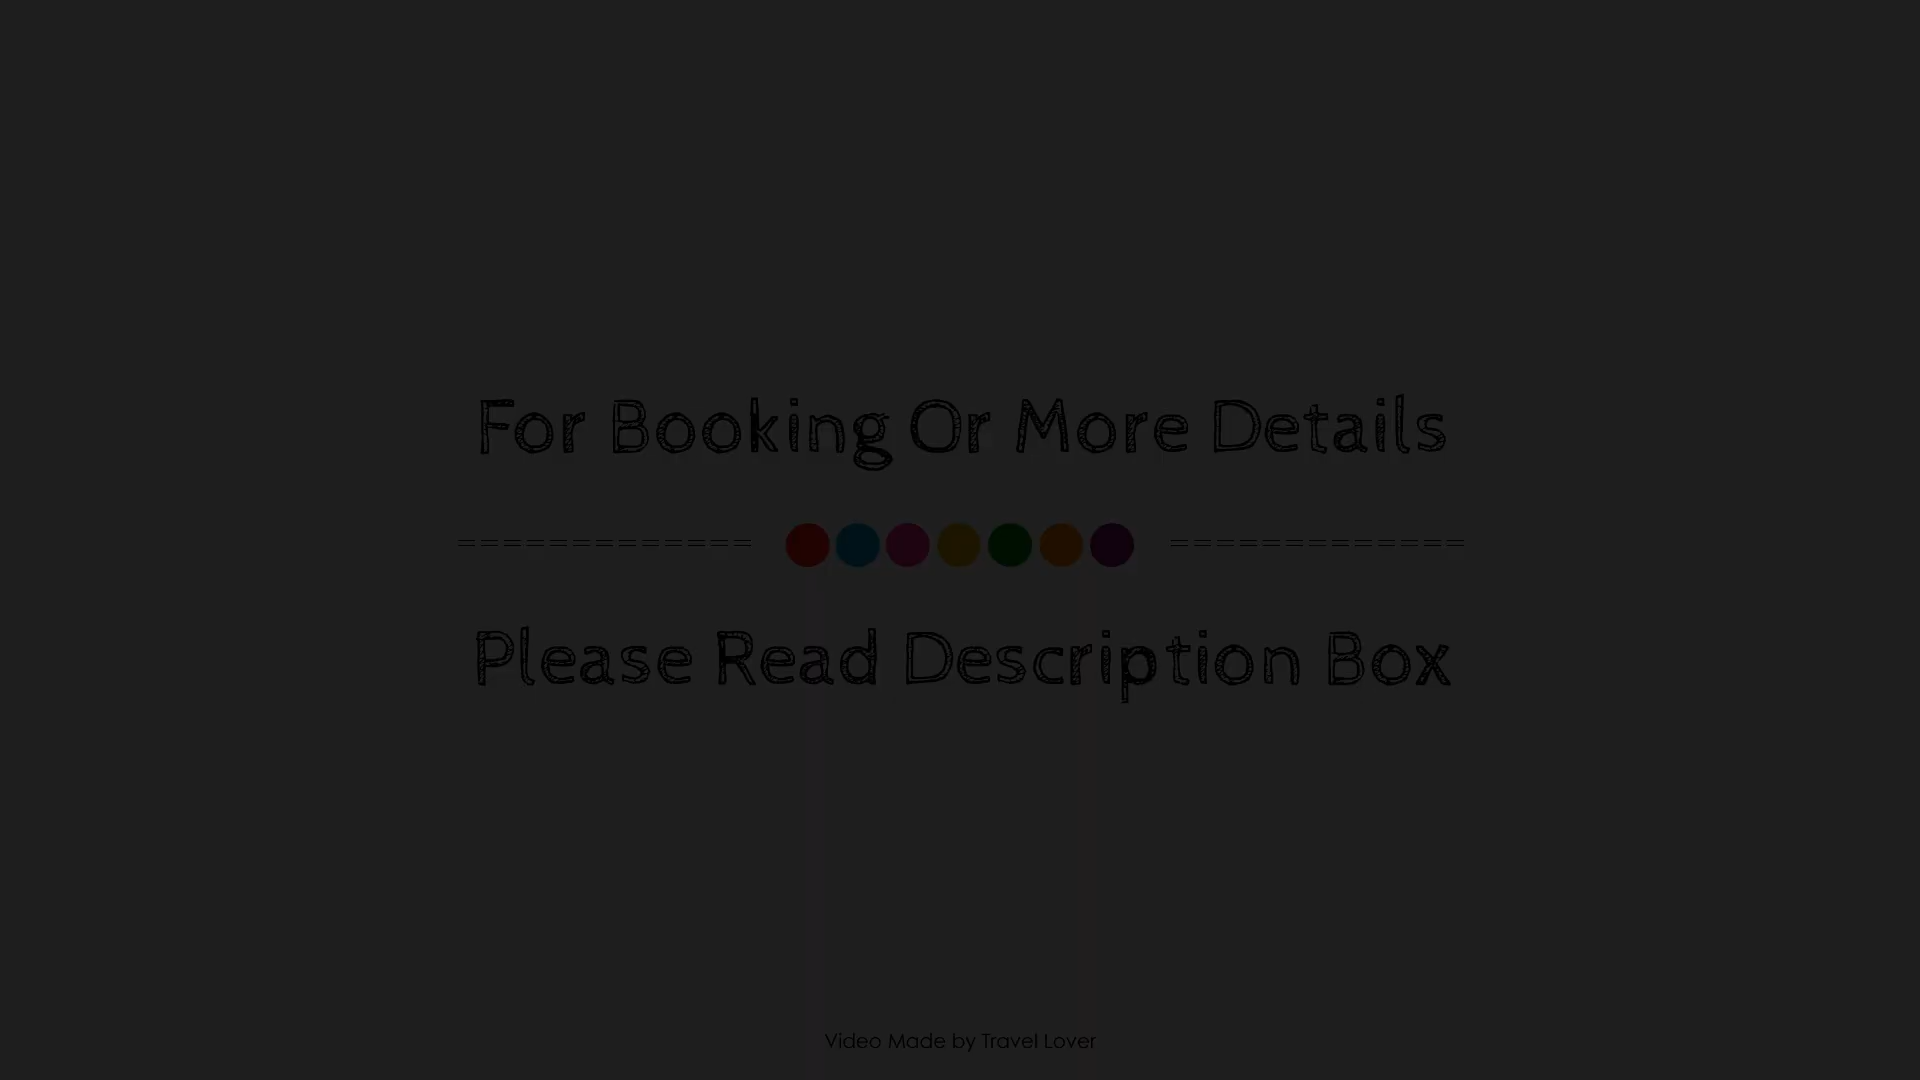 For Booking Or More Details
============= =============
Please Read Description Box
Video Made by Travel Lover